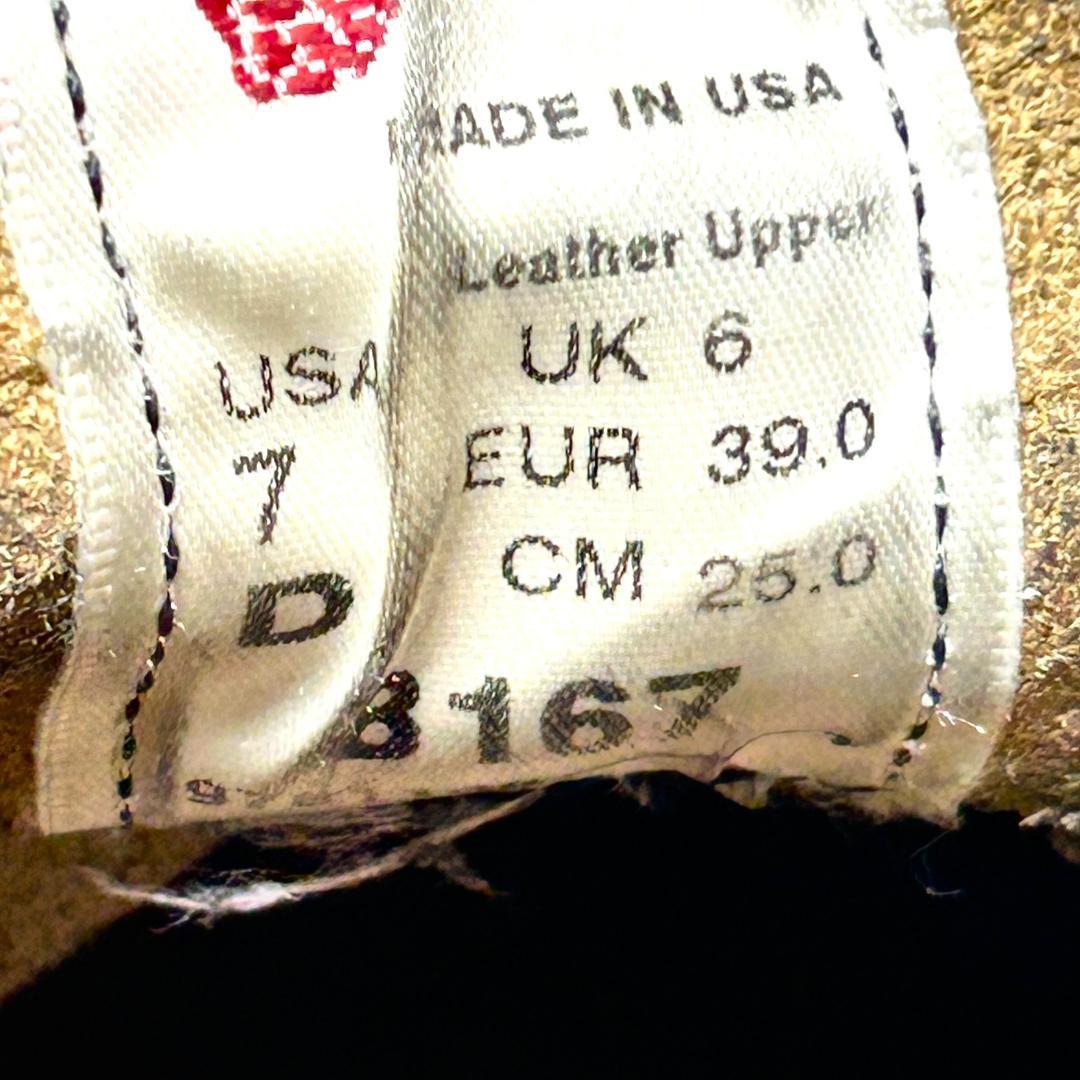 MADE IN USA
Leather Upper
USA
7
D
UK 6
EUR 39.0
CM 25.0
8167